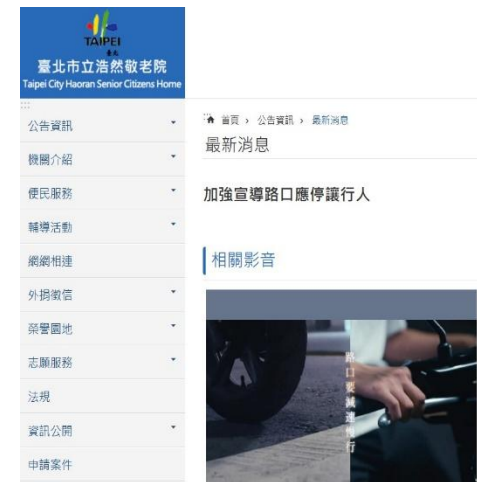 TAIPEI
臺北
臺北市立浩然敬老院
Taipei City Haoran Senior Citizens Home
:::
公告資訊
機關介紹
便民服務
輔導活動
網網相連
外捐徵信
榮譽園地
志願服務
法規
資訊公開
申請案件
:::
首頁 › 公告資訊 › 最新消息
最新消息
加強宣導路口應停讓行人
相關影音
路口要減速慢行